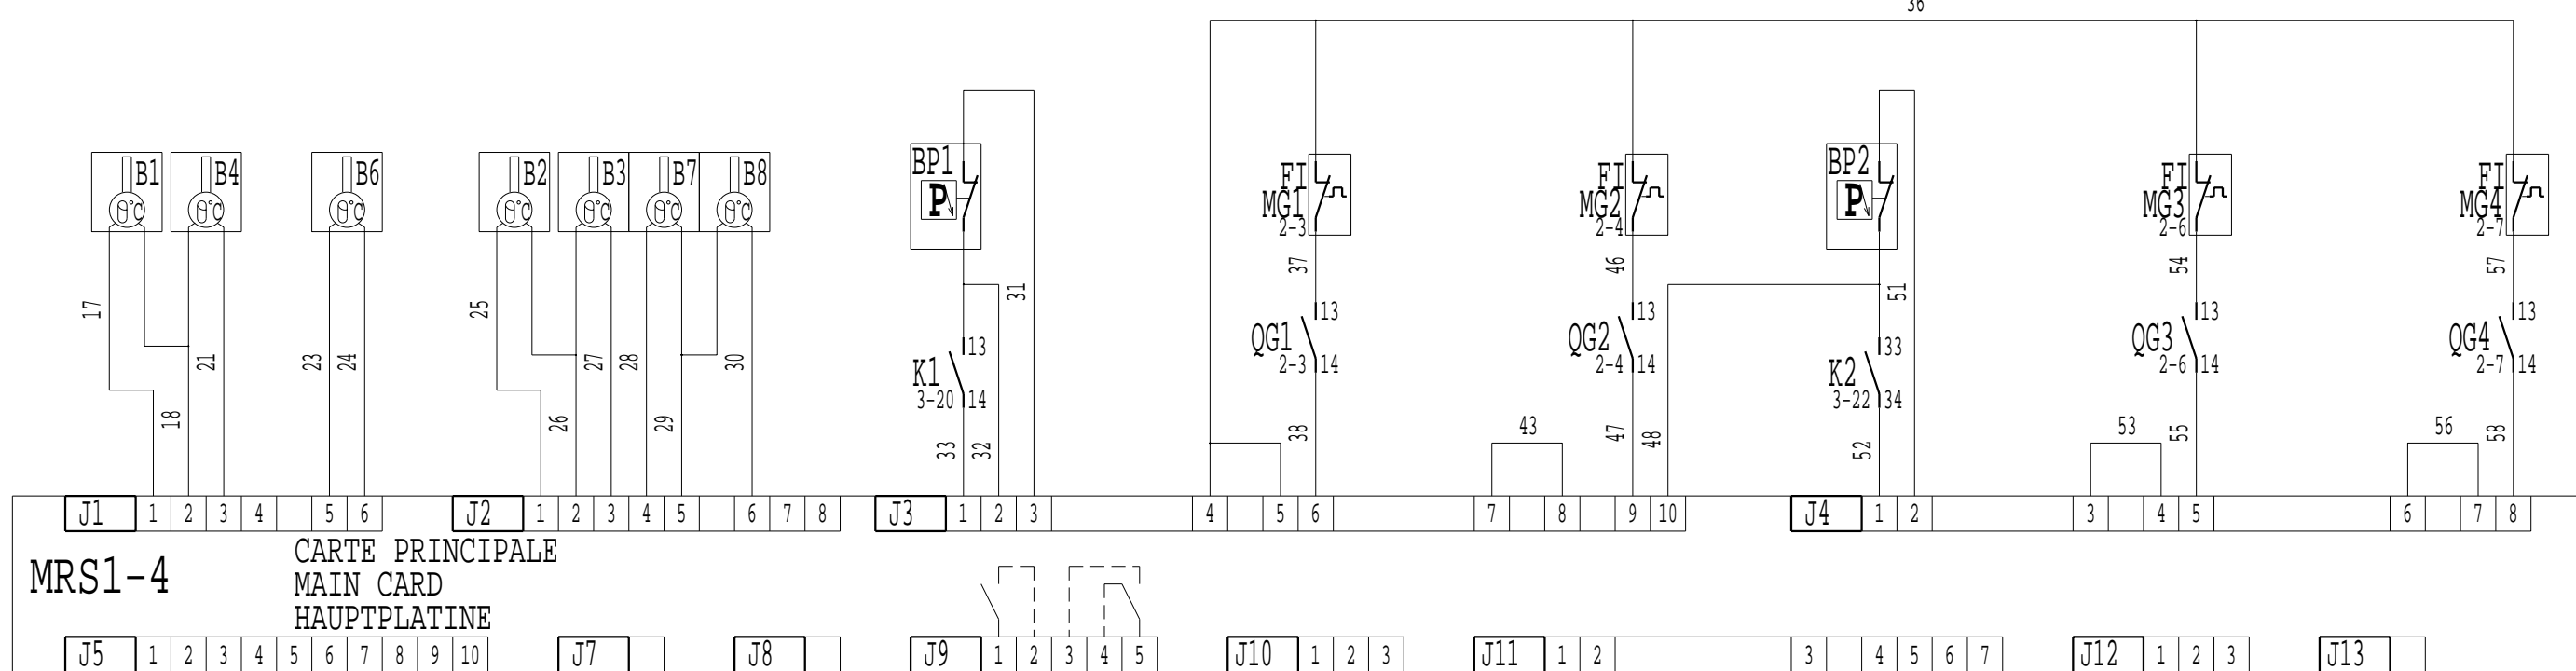 36
B1 B4 B6 B2 B3 B7 B8 BP1 FI FI BP2 FI FI
°C °C °C °C °C °C °C P MG1 MG2 P MG3 MG4
2-3 2-4 2-6 2-7
37 46 54 57
17 25 31 51
13 13 13 13
QG1 QG2 QG3 QG4
2-3 14 2-4 14 2-6 14 2-7 14
21 23 24 27 28 30
13 33
K1 K2
3-20 14 3-22 34
18 26 29 33 32 38 43 47 48 52 53 55 56 58
J1 1 2 3 4 5 6 J2 1 2 3 4 5 6 7 8 J3 1 2 3 4 5 6 7 8 9 10 J4 1 2 3 4 5 6 7 8
MRS1-4
CARTE PRINCIPALE
MAIN CARD
HAUPTPLATINE
J5 1 2 3 4 5 6 7 8 9 10 J7 J8 J9 1 2 3 4 5 J10 1 2 3 J11 1 2 3 4 5 6 7 J12 1 2 3 J13